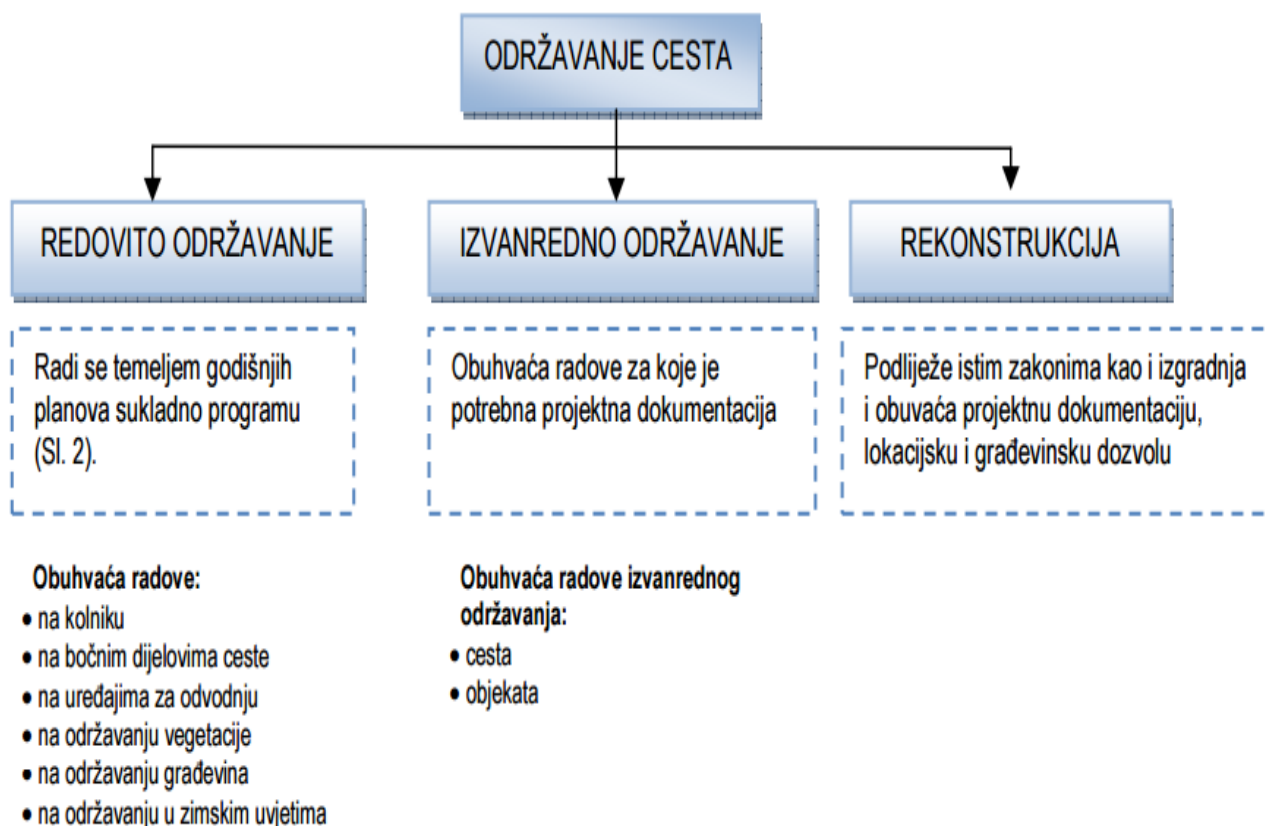 ODRŽAVANJE CESTA
REDOVITO ODRŽAVANJE
IZVANREDNO ODRŽAVANJE
REKONSTRUKCIJA
Radi se temeljem godišnjih
planova sukladno programu
(Sl. 2).
Obuhvaća radove za koje je
potrebna projektna dokumentacija
Podliježe istim zakonima kao i izgradnja
i obuvaća projektnu dokumentaciju,
lokacijsku i građevinsku dozvolu
Obuhvaća radove:
• na kolniku
• na bočnim dijelovima ceste
• na uređajima za odvodnju
• na održavanju vegetacije
• na održavanju građevina
• na održavanju u zimskim uvjetima
Obuhvaća radove izvanrednog
održavanja:
• cesta
• objekata